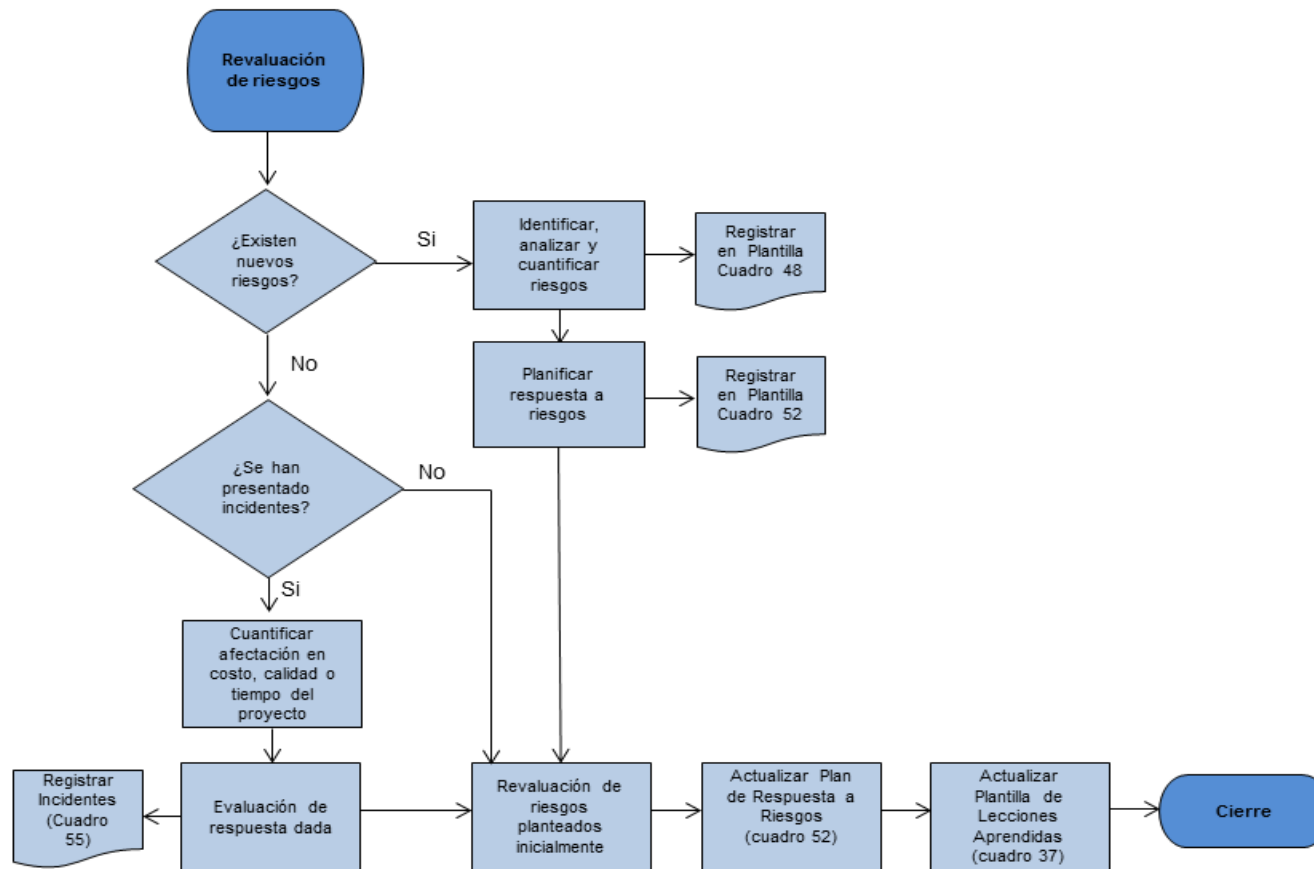 Revaluación
de riesgos
¿Existen
nuevos
riesgos?
Si
Identificar,
analizar y
cuantificar
riesgos
Registrar
en Plantilla
Cuadro 48
No
Planificar
respuesta a
riesgos
Registrar
en Plantilla
Cuadro 52
¿Se han
presentado
incidentes?
No
Si
Cuantificar
afectación en
costo, calidad o
tiempo del
proyecto
Registrar
Incidentes
(Cuadro
55)
Evaluación de
respuesta dada
Revaluación de
riesgos
planteados
inicialmente
Actualizar Plan
de Respuesta a
Riesgos
(cuadro 52)
Actualizar
Plantilla de
Lecciones
Aprendidas
(cuadro 37)
Cierre